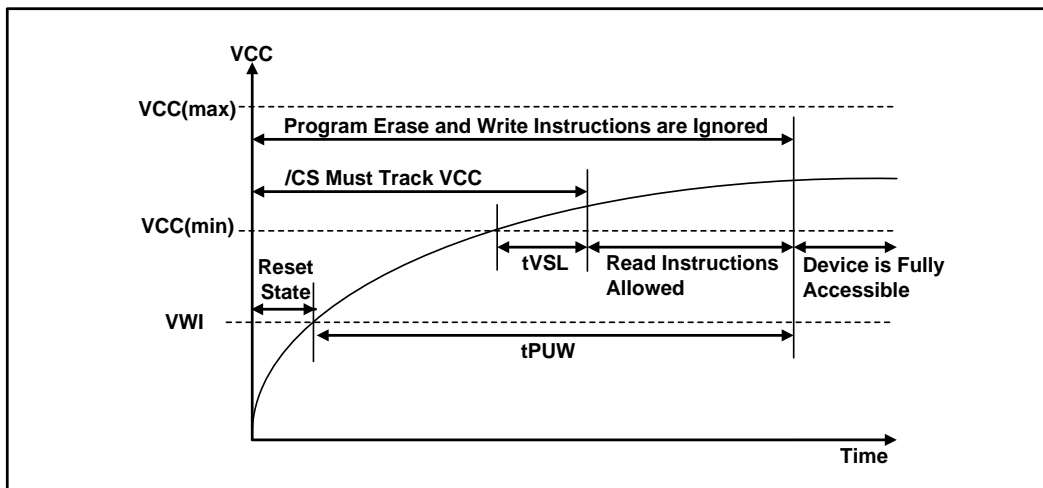 VCC
VCC(max)
Program Erase and Write Instructions are Ignored
/CS Must Track VCC
VCC(min)
tVSL
Read Instructions
Allowed
Device is Fully
Accessible
Reset
State
VWI
tPUW
Time